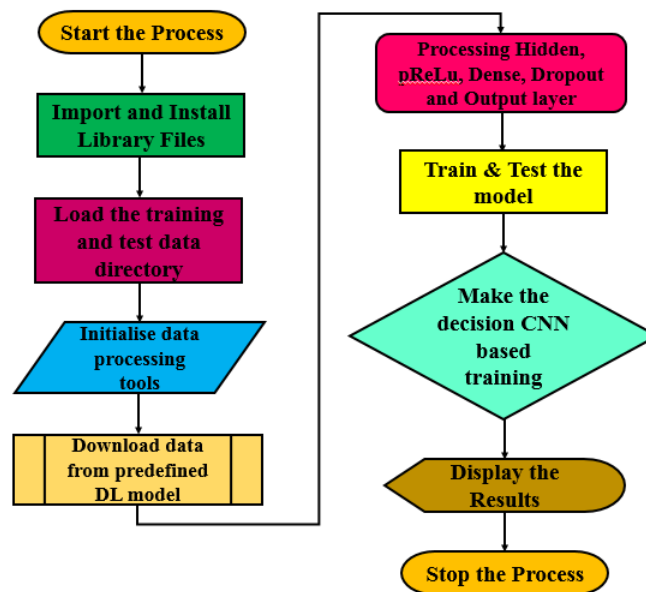 Start the Process
Import and Install
Library Files
Load the training
and test data
directory
Initialise data
processing
tools
Download data
from predefined
DL model
Processing Hidden,
pReLu, Dense, Dropout
and Output layer
Train & Test the
model
Make the
decision CNN
based
training
Display the
Results
Stop the Process